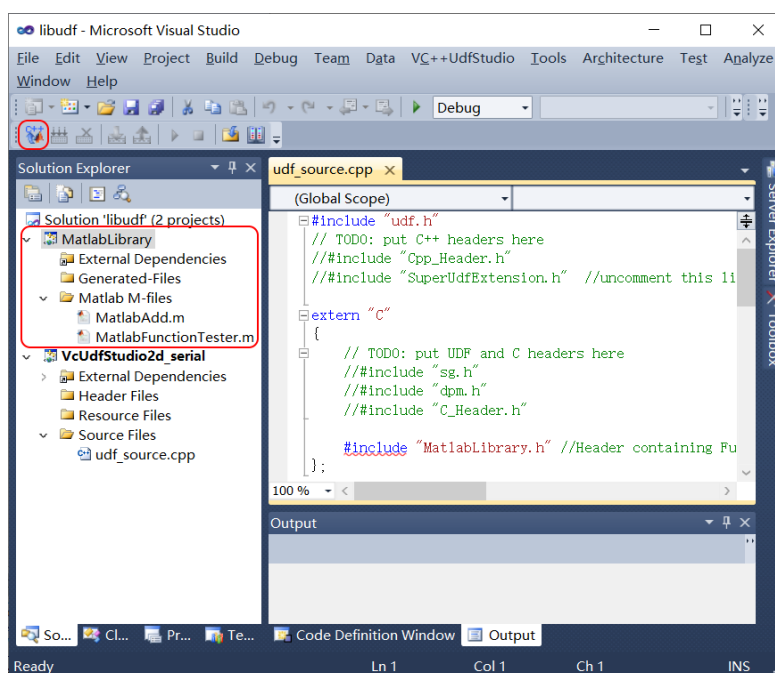 libudf - Microsoft Visual Studio
File Edit View Project Build Debug Team Data VC++UdfStudio Tools Architecture Test Analyze
Window Help
Debug
Solution Explorer
udf_source.cpp
(Global Scope)
Solution 'libudf' (2 projects)
MatlabLibrary
External Dependencies
Generated-Files
Matlab M-files
MatlabAdd.m
MatlabFunctionTester.m
VcUdfStudio2d_serial
External Dependencies
Header Files
Resource Files
Source Files
udf_source.cpp
#include "udf.h"
// TODO: put C++ headers here
//#include "Cpp_Header.h"
//#include "SuperUdfExtension.h" //uncomment this li
extern "C"
{
// TODO: put UDF and C headers here
//#include "sg.h"
//#include "dpm.h"
//#include "C_Header.h"
#include "MatlabLibrary.h" //Header containing Fu
};
100 %
Output
Server Explorer
Toolbox
So... Cl... Pr... Te...
Code Definition Window Output
Ready Ln 1 Col 1 Ch 1 INS